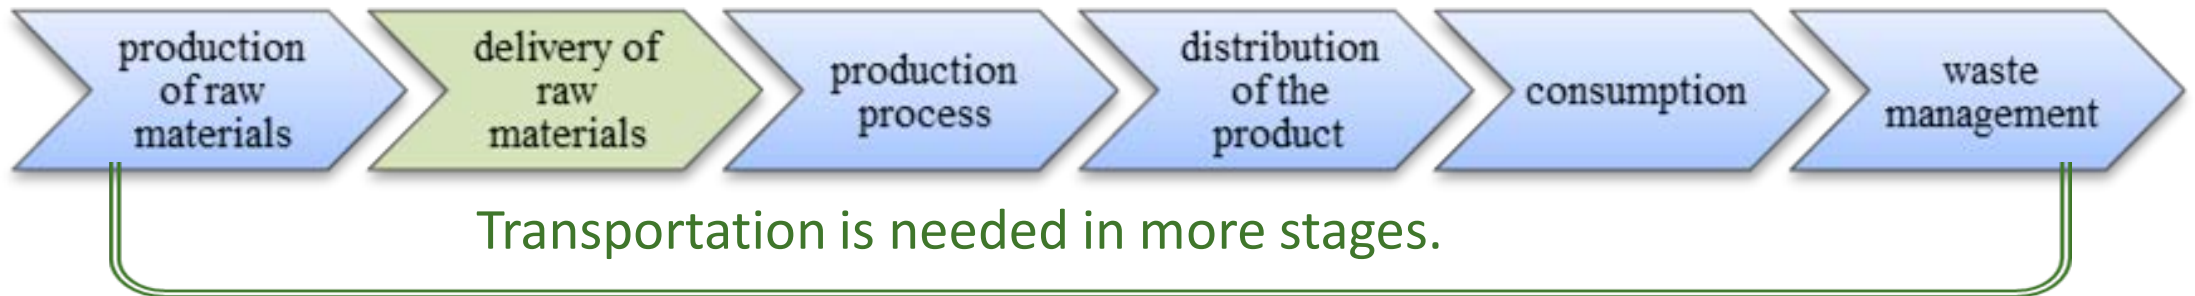 production
of raw
materials
delivery of
raw
materials
production
process
distribution
of the
product
consumption
waste
management
Transportation is needed in more stages.